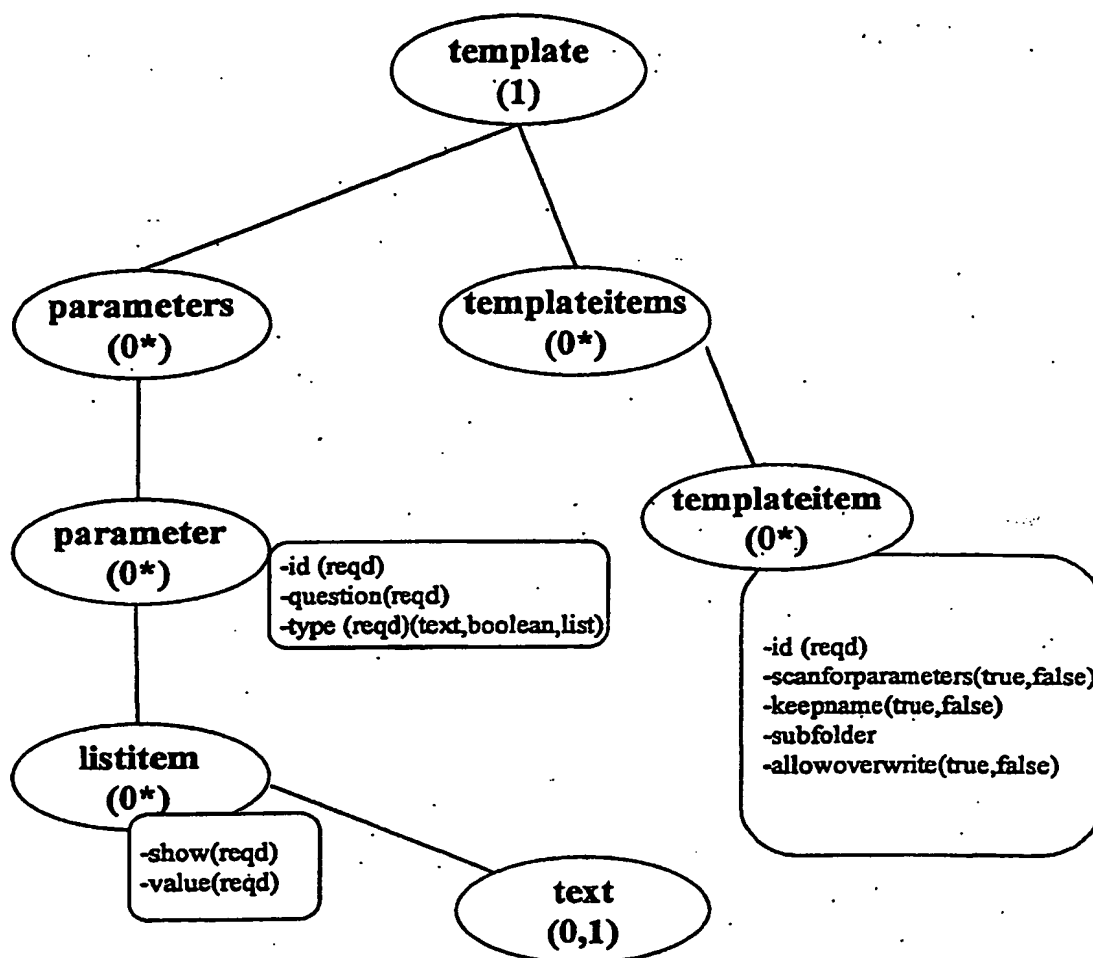 template
(1)
parameters
(0*)
templateitems
(0*)
parameter
(0*)
-id (reqd)
-question(reqd)
-type (reqd)(text,boolean,list)
templateitem
(0*)
-id (reqd)
-scanforparameters(true,false)
-keepname(true,false)
-subfolder
-allowoverwrite(true,false)
listitem
(0*)
-show(reqd)
-value(reqd)
text
(0,1)